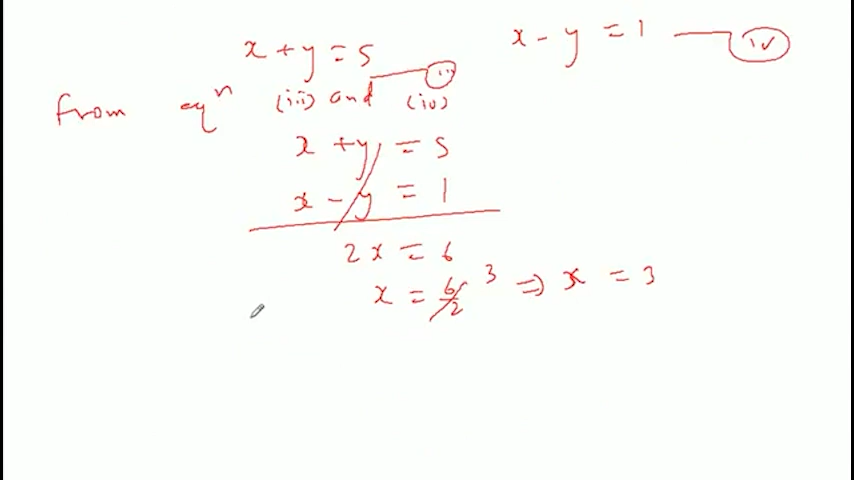 x + y = 5 (iii)
x - y = 1 (iv)
from eqⁿ (iii) and (iv)
x + y = 5
x - y = 1
2x = 6
x = 6/2 3 ⇒ x = 3